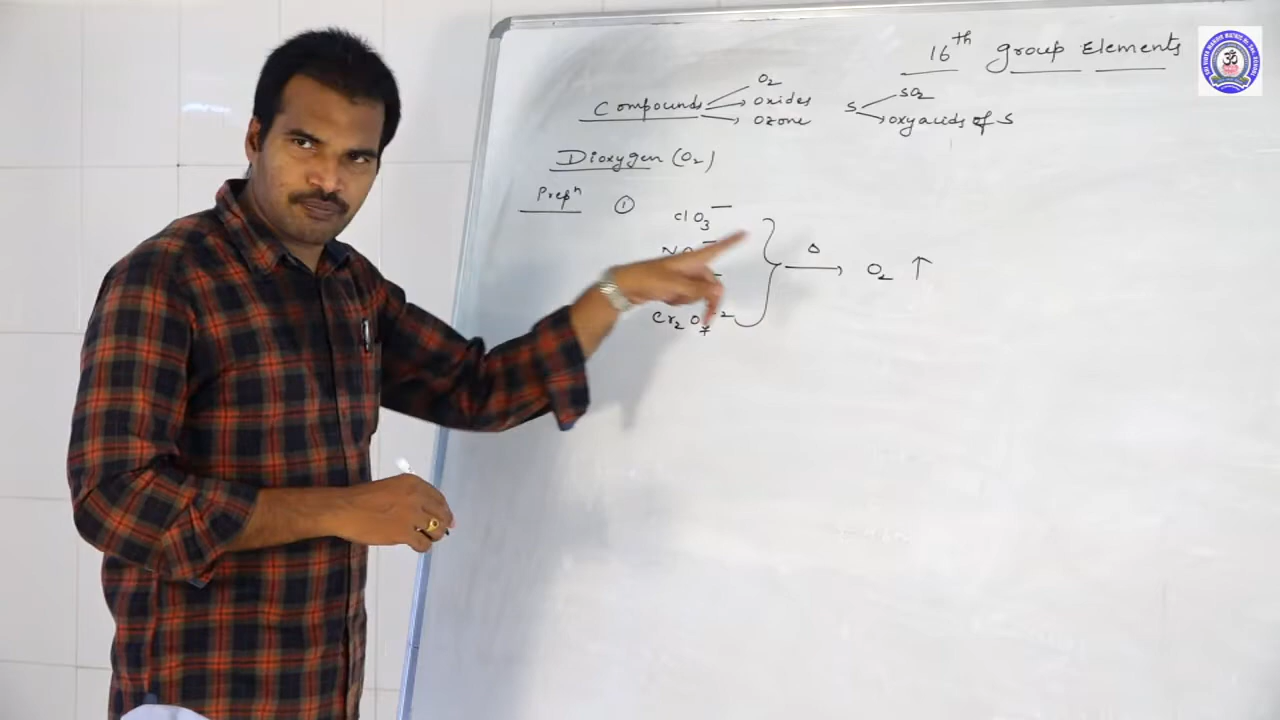 16th Group Elements
Compounds → O2
→ Oxides
→ Ozone
S → SO2
→ oxyacids of S
Dioxygen (O2)
Prepⁿ ① ClO3⁻
Cr2O7⁻² Δ → O2 ↑